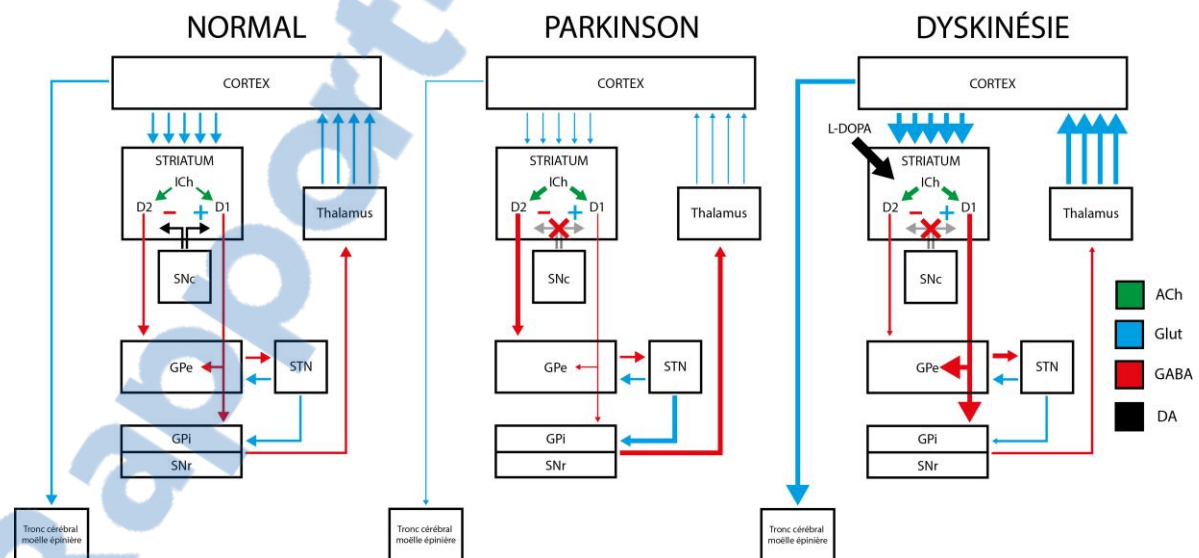 NORMAL
CORTEX
STRIATUM
ICh
D2
D1
−
+
SNc
Thalamus
GPe
STN
GPi
SNr
Tronc cérébral
moëlle épinière
PARKINSON
CORTEX
STRIATUM
ICh
D2
D1
−
+
SNc
Thalamus
GPe
STN
GPi
SNr
Tronc cérébral
moëlle épinière
DYSKINÉSIE
CORTEX
L-DOPA
STRIATUM
ICh
D2
D1
−
+
SNc
Thalamus
GPe
STN
GPi
SNr
Tronc cérébral
moëlle épinière
ACh
Glut
GABA
DA